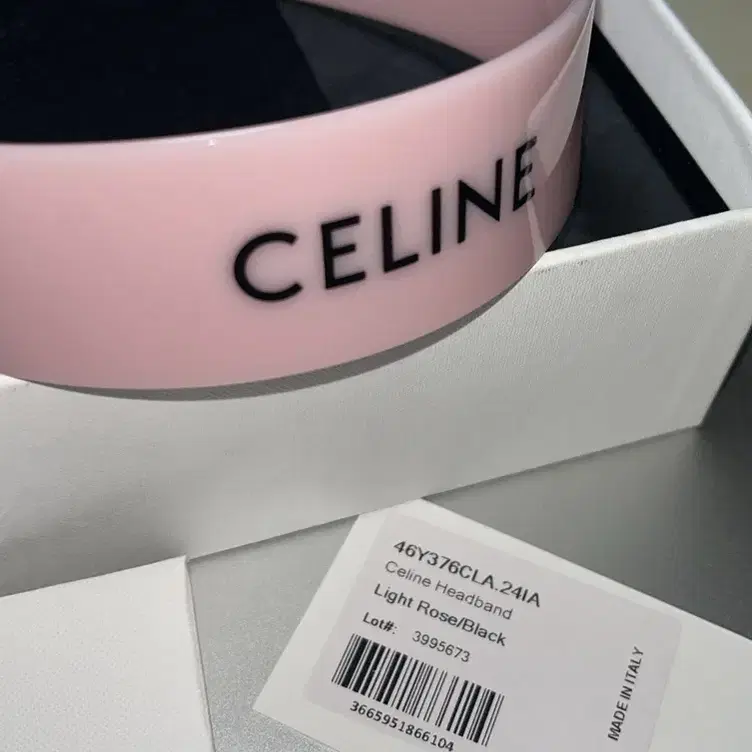 CELINE
46Y376CLA.24IA
Celine Headband
Light Rose/Black
Lot#: 3995673
3665951866104
MADE IN ITALY